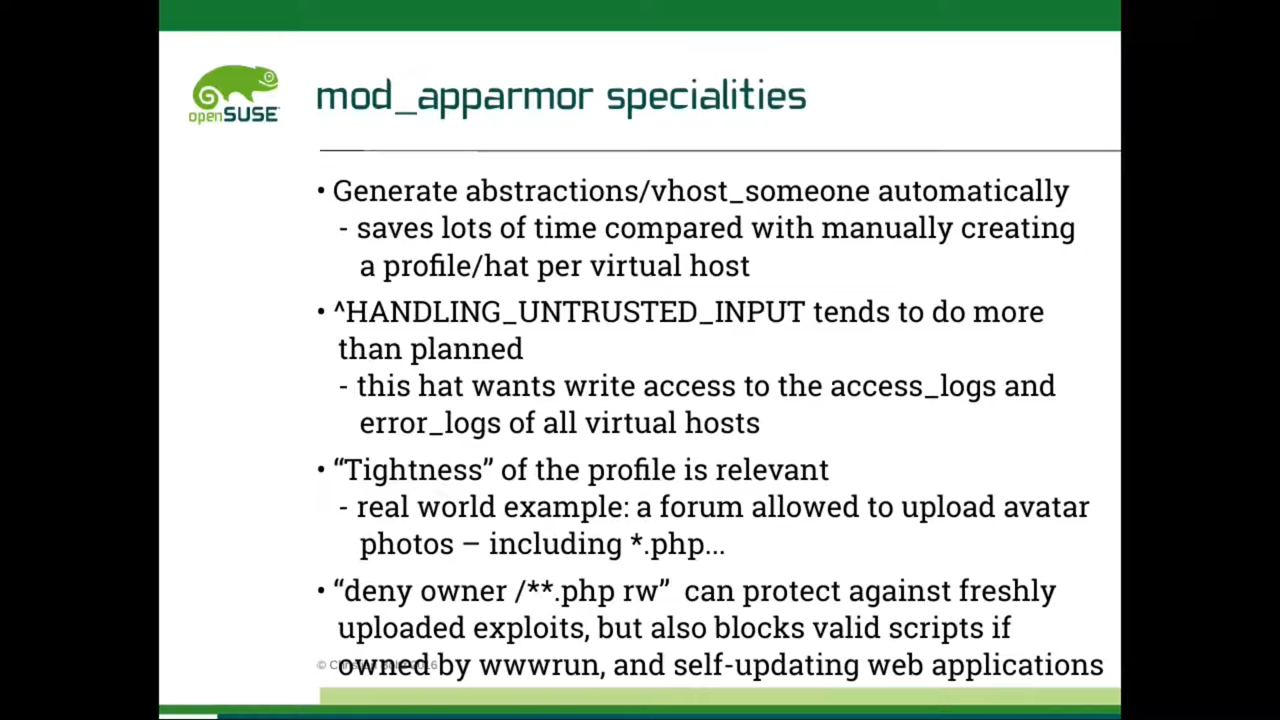 openSUSE
mod_apparmor specialities
• Generate abstractions/vhost_someone automatically
- saves lots of time compared with manually creating
a profile/hat per virtual host
• ^HANDLING_UNTRUSTED_INPUT tends to do more
than planned
- this hat wants write access to the access_logs and
error_logs of all virtual hosts
• “Tightness” of the profile is relevant
- real world example: a forum allowed to upload avatar
photos – including *.php...
• “deny owner /**.php rw”  can protect against freshly
uploaded exploits, but also blocks valid scripts if
owned by wwwrun, and self-updating web applications
©